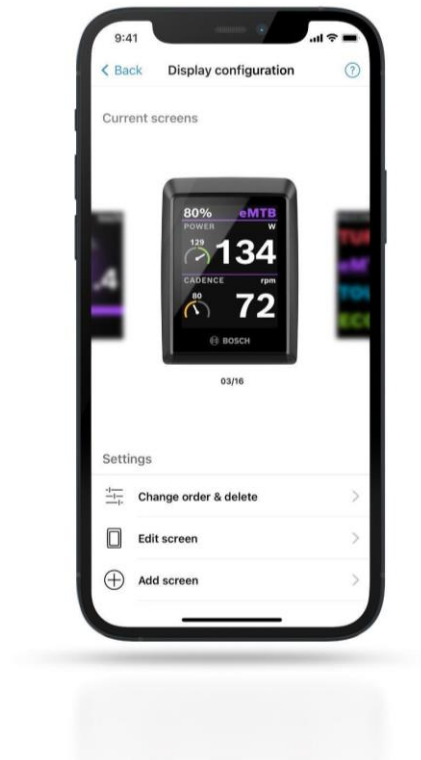 9:41
Back Display configuration ?
Current screens
80% eMTB
POWER W
129
134
CADENCE rpm
80
72
BOSCH
.4
03/16
Settings
Change order & delete
Edit screen
Add screen